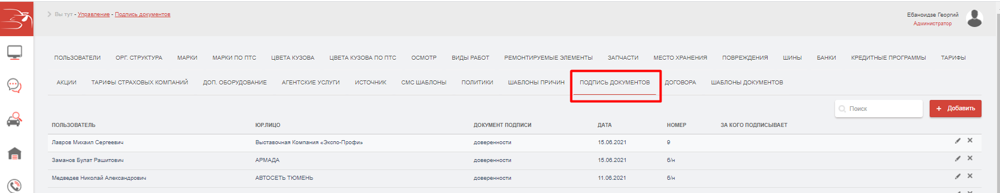 Вы тут - Управление - Подпись документов
Ебаноидзе Георгий
Администратор
ПОЛЬЗОВАТЕЛИ ОРГ. СТРУКТУРА МАРКИ МАРКИ ПО ПТС ЦВЕТА КУЗОВА ЦВЕТА КУЗОВА ПО ПТС ОСМОТР ВИДЫ РАБОТ РЕМОНТИРУЕМЫЕ ЭЛЕМЕНТЫ ЗАПЧАСТИ МЕСТО ХРАНЕНИЯ ПОВРЕЖДЕНИЯ ШИНЫ БАНКИ КРЕДИТНЫЕ ПРОГРАММЫ ТАРИФЫ
АКЦИИ ТАРИФЫ СТРАХОВЫХ КОМПАНИЙ ДОП. ОБОРУДОВАНИЕ АГЕНТСКИЕ УСЛУГИ ИСТОЧНИК СМС ШАБЛОНЫ ПОЛИТИКИ ШАБЛОНЫ ПРИЧИН ПОДПИСЬ ДОКУМЕНТОВ ДОГОВОРА ШАБЛОНЫ ДОКУМЕНТОВ
Поиск + Добавить
ПОЛЬЗОВАТЕЛЬ ЮР.ЛИЦО ДОКУМЕНТ ПОДПИСИ ДАТА НОМЕР ЗА КОГО ПОДПИСЫВАЕТ
Лавров Михаил Сергеевич Выставочная Компания «Экспо-Профи» доверенности 15.06.2021 9
Заманов Булат Рашитович АРМАДА доверенности 15.06.2021 б/н
Медведев Николай Александрович АВТОСЕТЬ ТЮМЕНЬ доверенности 11.06.2021 б/н